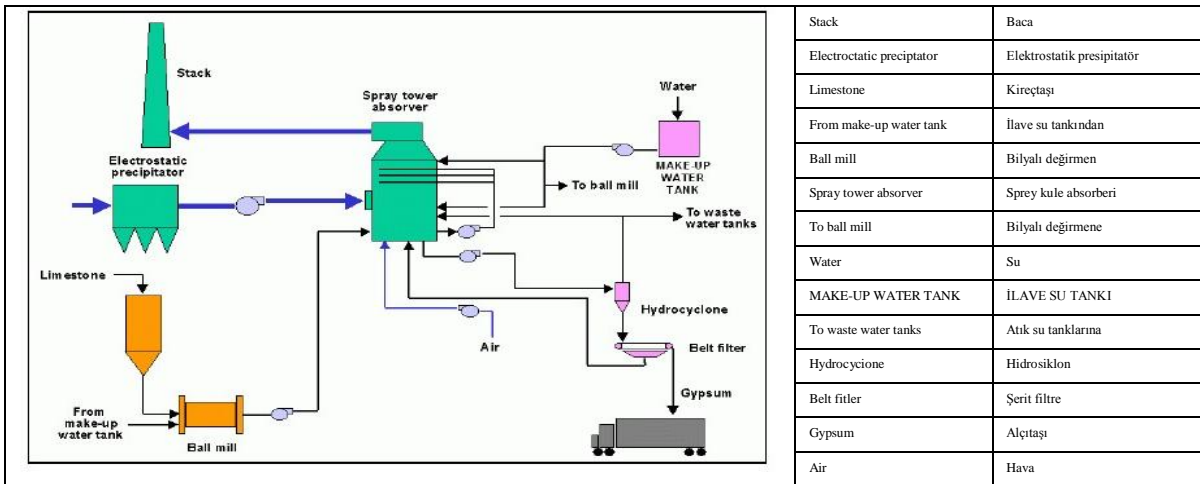 Stack
Spray tower
absorver
Water
Electrostatic
precipitator
MAKE-UP
WATER
TANK
To ball mill
To waste
water tanks
Limestone
Hydrocyclone
Air
Belt filter
Gypsum
From
make-up
water tank
Ball mill
Stack Baca
Electroctatic preciptator Elektrostatik presipitatör
Limestone Kireçtaşı
From make-up water tank İlave su tankından
Ball mill Bilyalı değirmen
Spray tower absorver Sprey kule absorberi
To ball mill Bilyalı değirmene
Water Su
MAKE-UP WATER TANK İLAVE SU TANKI
To waste water tanks Atık su tanklarına
Hydrocycione Hidrosiklon
Belt fitler Şerit filtre
Gypsum Alçıtaşı
Air Hava